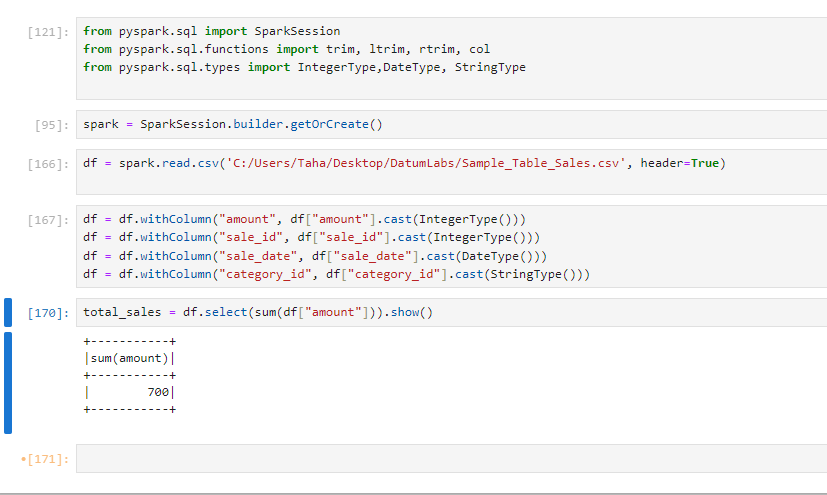 [121]: from pyspark.sql import SparkSession
from pyspark.sql.functions import trim, ltrim, rtrim, col
from pyspark.sql.types import IntegerType,DateType, StringType
[95]: spark = SparkSession.builder.getOrCreate()
[166]: df = spark.read.csv('C:/Users/Taha/Desktop/DatumLabs/Sample_Table_Sales.csv', header=True)
[167]: df = df.withColumn("amount", df["amount"].cast(IntegerType()))
df = df.withColumn("sale_id", df["sale_id"].cast(IntegerType()))
df = df.withColumn("sale_date", df["sale_date"].cast(DateType()))
df = df.withColumn("category_id", df["category_id"].cast(StringType()))
[170]: total_sales = df.select(sum(df["amount"])).show()
+-----------+
|sum(amount)|
+-----------+
|        700|
+-----------+
•[171]: